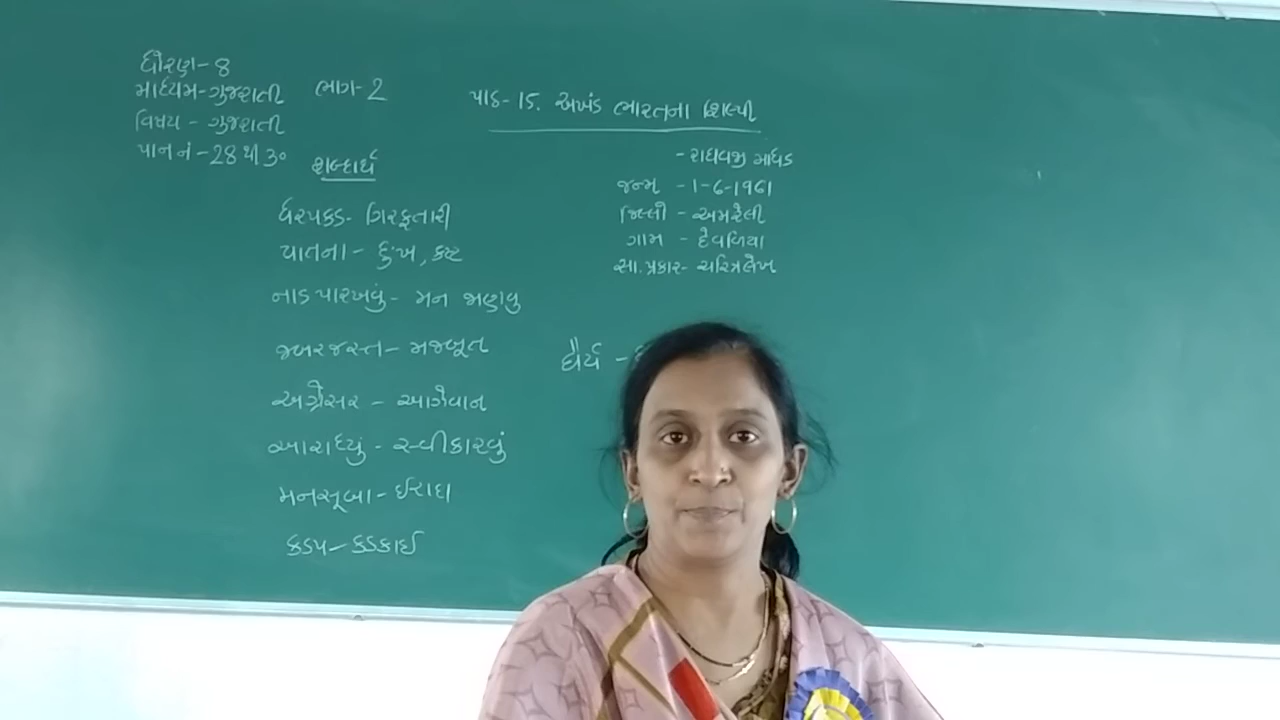 ધોરણ-8
માધ્યમ-ગુજરાતી
વિષય - ગુજરાતી
પાન નં-28 થી 30
ભાગ-2
પાઠ-15. અખંડ ભારતના શિલ્પી
-રાઘવજી માધડ
જન્મ -1-6-1961
જિલ્લો - અમરેલી
ગામ - દેવળિયા
સા.પ્રકાર- ચરિત્રલેખ
શબ્દાર્થ
ધરપકડ- ગિરફતારી
યાતના - દુઃખ, કષ્ટ
નાડ પારખવું - મન જાણવુ
જબરજસ્ત- મજબૂત
અગ્રેસર - આગેવાન
આરાધ્યું - સ્વીકારવું
મનસૂબા - ઈરાદા
કડપ- કડકાઈ
ધૈર્ય -